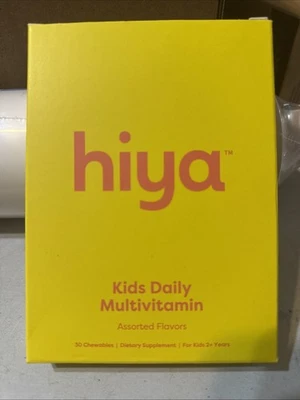 hiya™
Kids Daily
Multivitamin
Assorted Flavors
30 Chewables | Dietary Supplement | For Kids 2+ Years